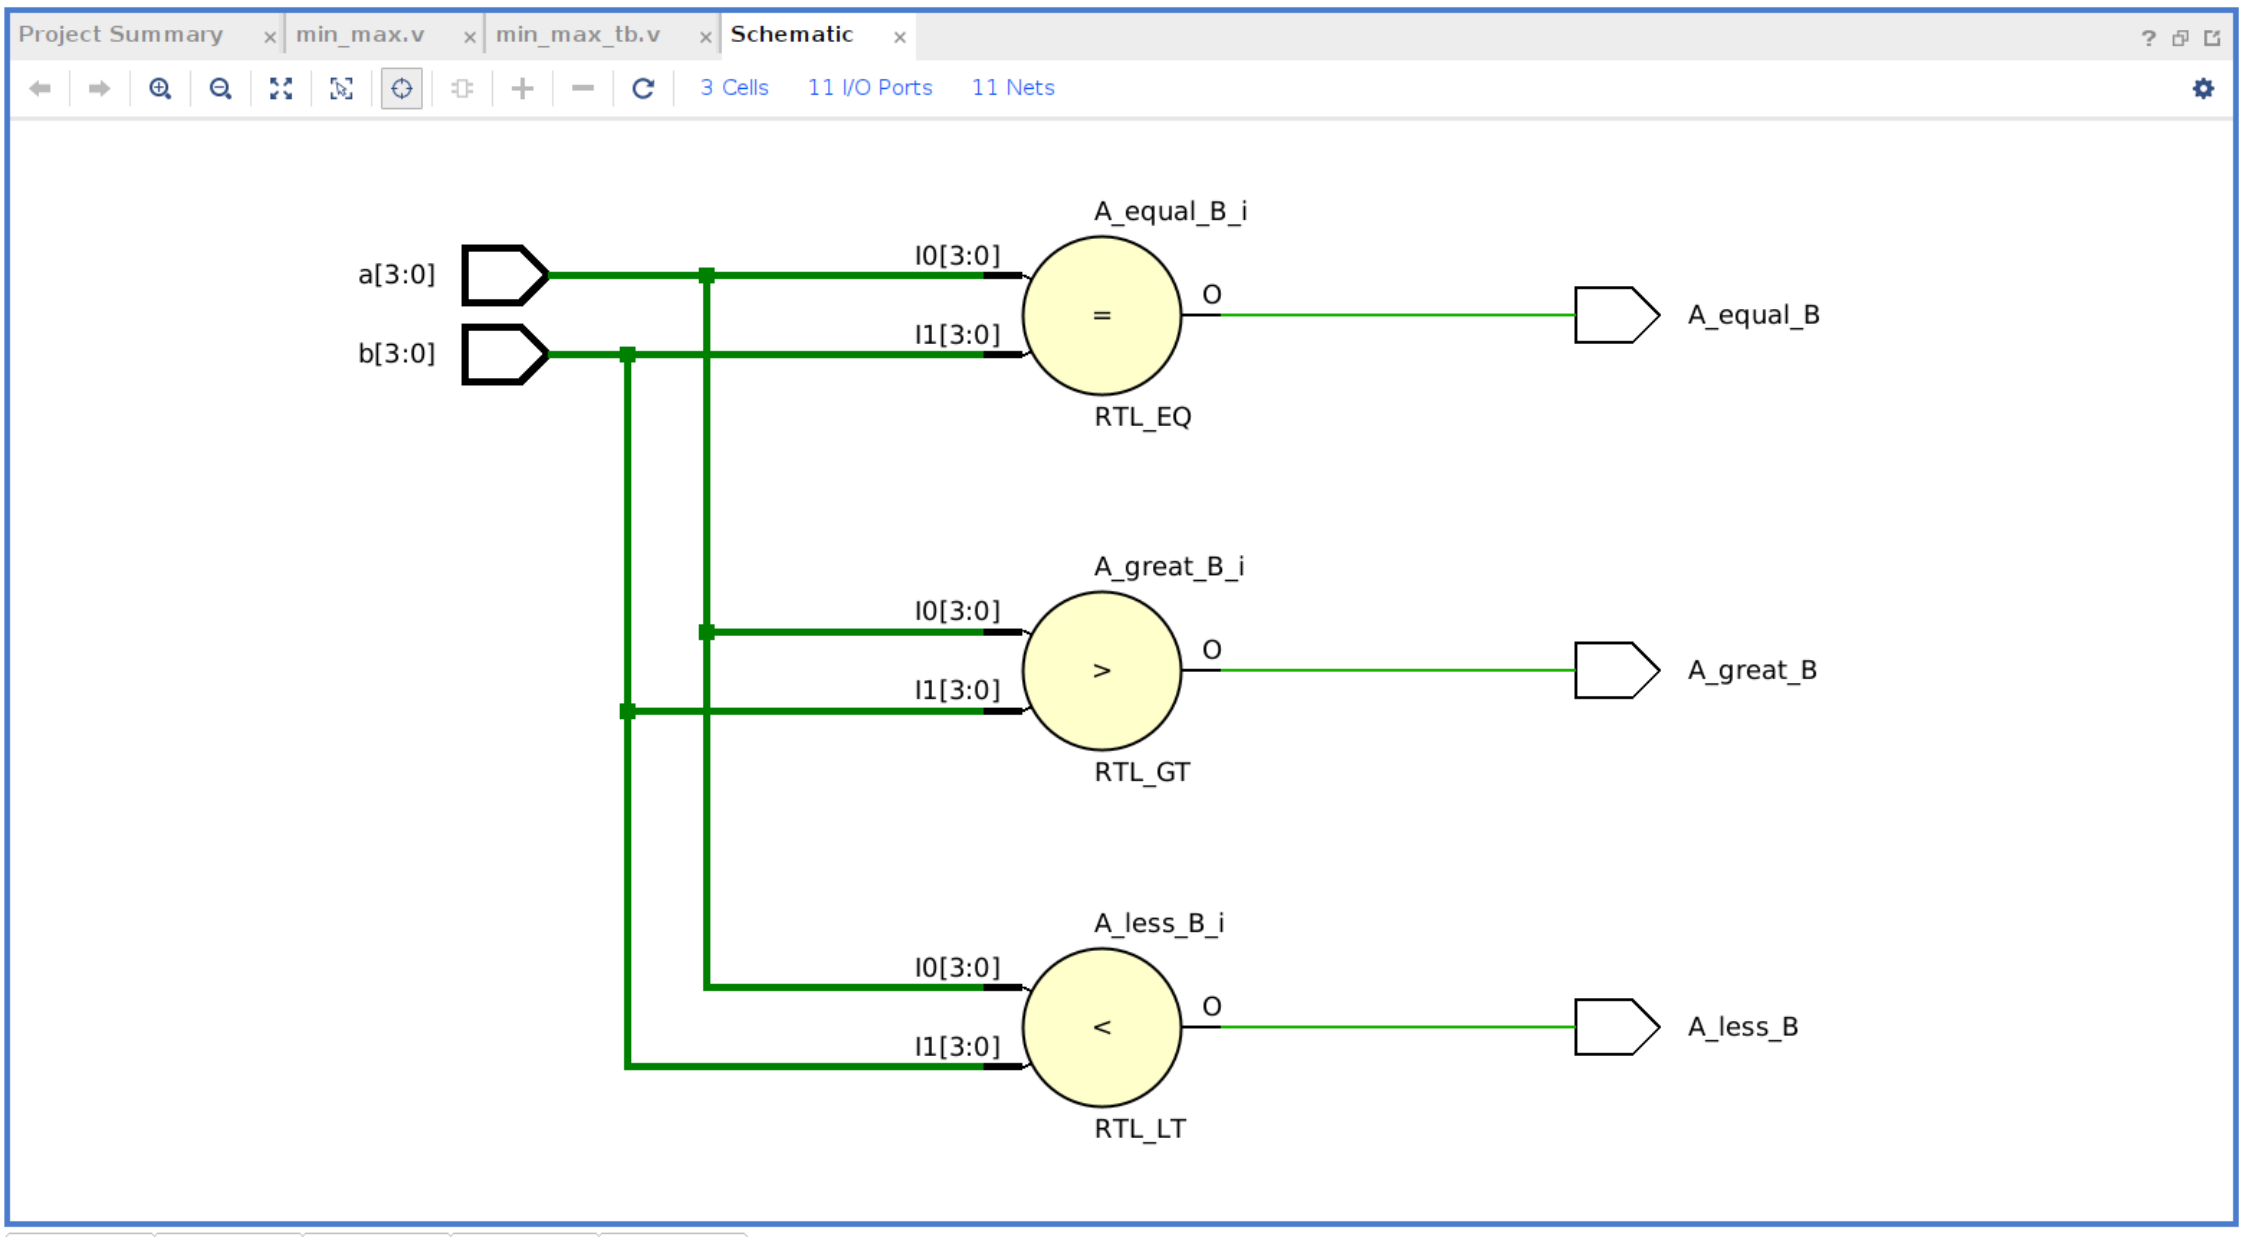 Project Summary × min_max.v × min_max_tb.v × Schematic ×
?
3 Cells 11 I/O Ports 11 Nets
A_equal_B_i
a[3:0]
I0[3:0]
b[3:0]
I1[3:0]
=
O
A_equal_B
RTL_EQ
A_great_B_i
I0[3:0]
I1[3:0]
>
O
A_great_B
RTL_GT
A_less_B_i
I0[3:0]
I1[3:0]
<
O
A_less_B
RTL_LT